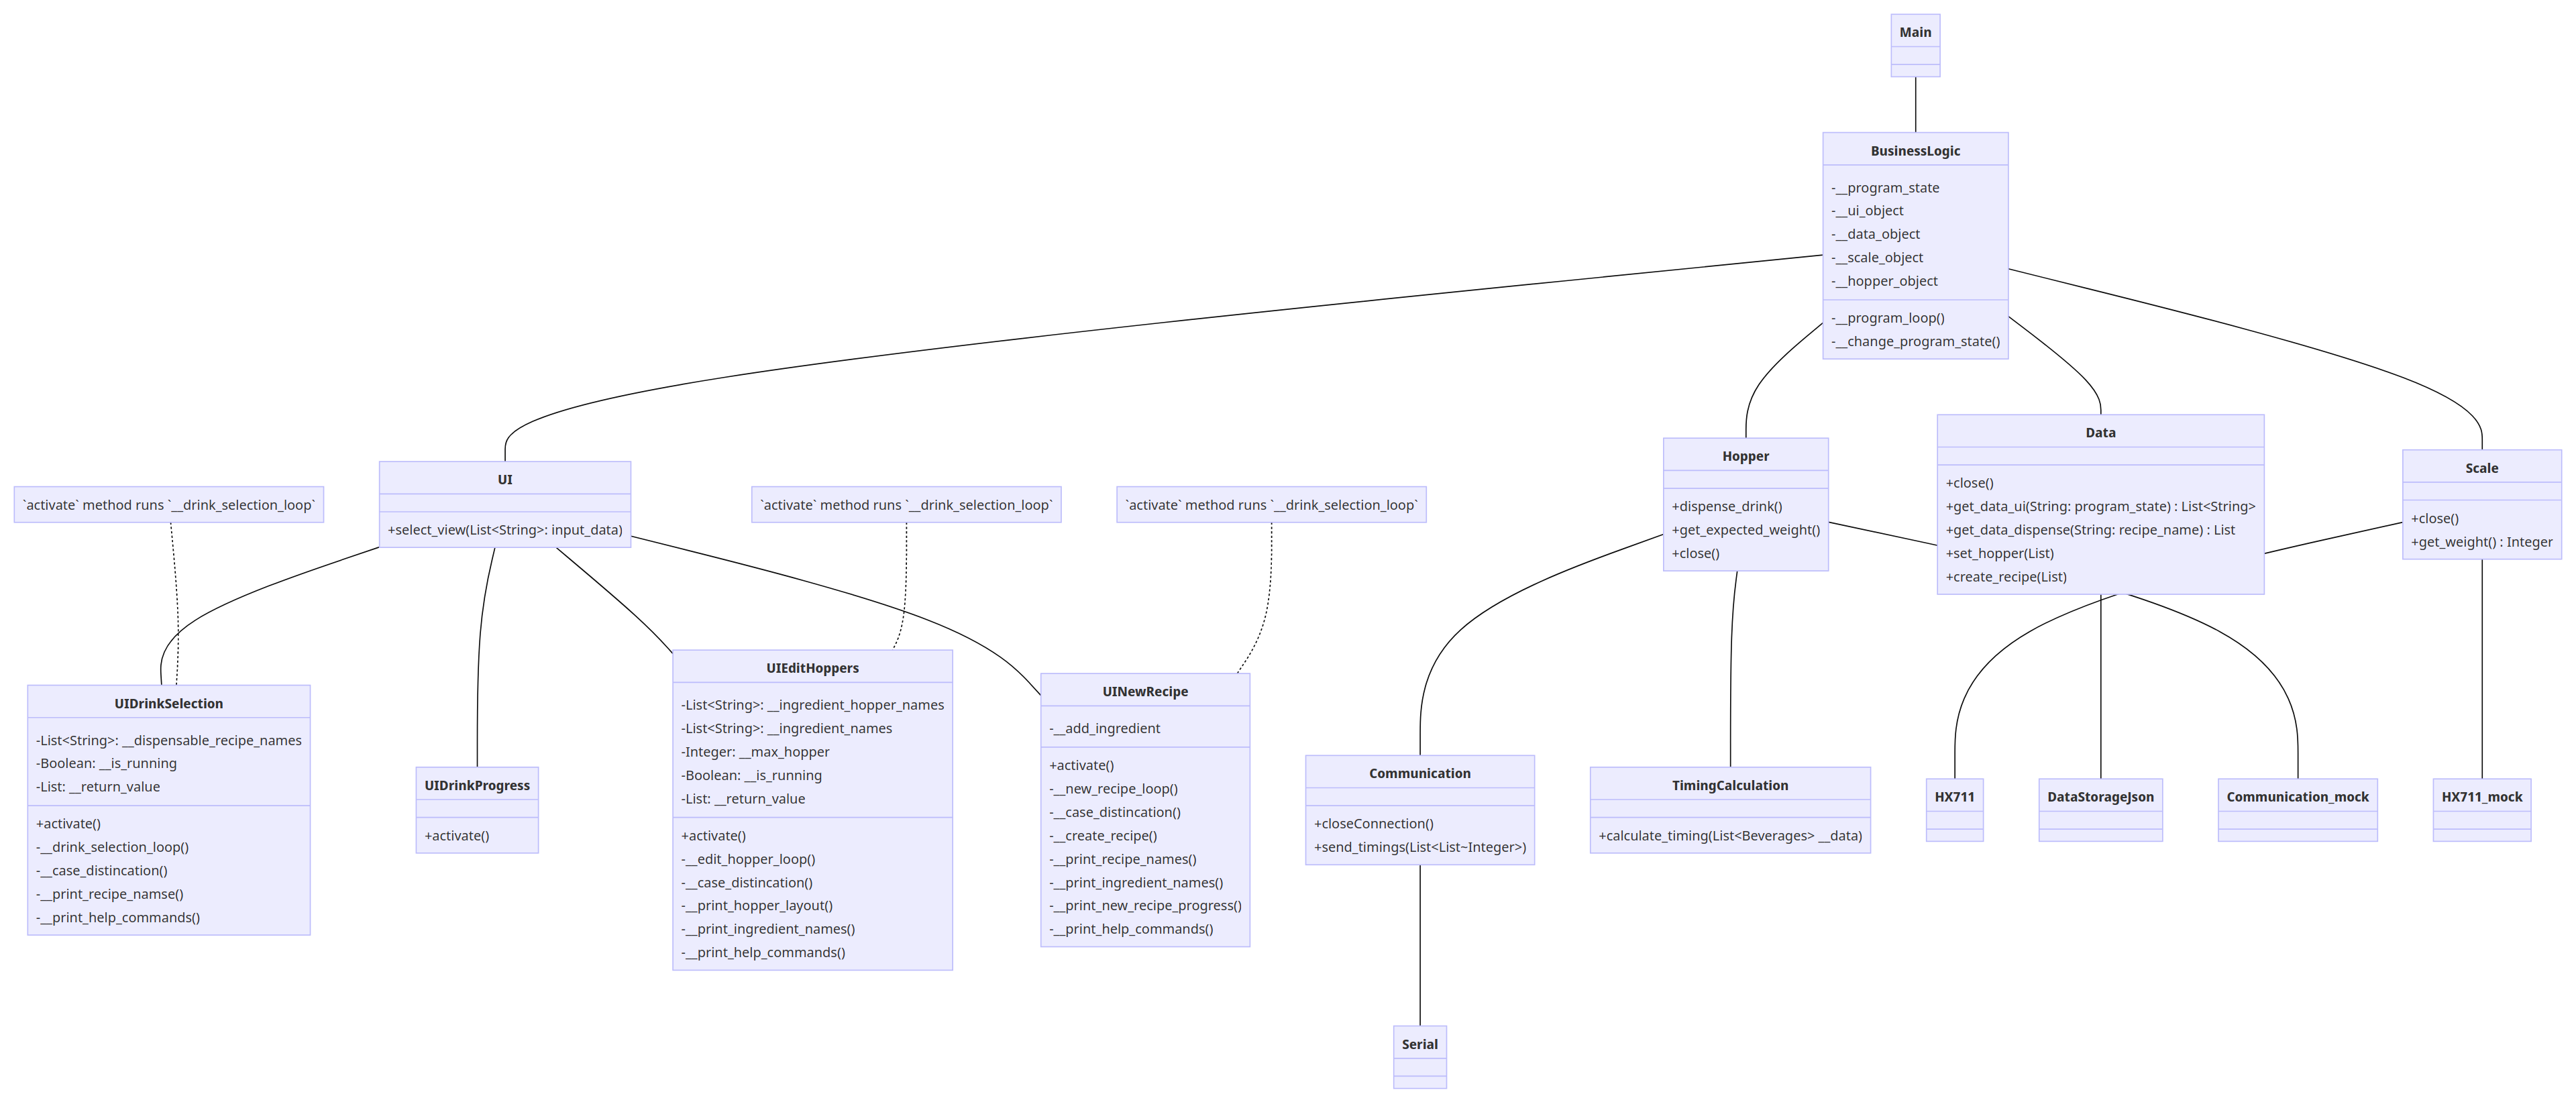 Main
BusinessLogic
-__program_state
-__ui_object
-__data_object
-__scale_object
-__hopper_object
-__program_loop()
-__change_program_state()
UI
+select_view(List<String>: input_data)
`activate` method runs `__drink_selection_loop`
`activate` method runs `__drink_selection_loop`
`activate` method runs `__drink_selection_loop`
Hopper
+dispense_drink()
+get_expected_weight()
+close()
Data
+close()
+get_data_ui(String: program_state) : List<String>
+get_data_dispense(String: recipe_name) : List
+set_hopper(List)
+create_recipe(List)
Scale
+close()
+get_weight() : Integer
UIDrinkSelection
-List<String>: __dispensable_recipe_names
-Boolean: __is_running
-List: __return_value
+activate()
-__drink_selection_loop()
-__case_distincation()
-__print_recipe_namse()
-__print_help_commands()
UIDrinkProgress
+activate()
UIEditHoppers
-List<String>: __ingredient_hopper_names
-List<String>: __ingredient_names
-Integer: __max_hopper
-Boolean: __is_running
-List: __return_value
+activate()
-__edit_hopper_loop()
-__case_distincation()
-__print_hopper_layout()
-__print_ingredient_names()
-__print_help_commands()
UINewRecipe
-__add_ingredient
+activate()
-__new_recipe_loop()
-__case_distincation()
-__create_recipe()
-__print_recipe_names()
-__print_ingredient_names()
-__print_new_recipe_progress()
-__print_help_commands()
Communication
+closeConnection()
+send_timings(List<List~Integer>)
TimingCalculation
+calculate_timing(List<Beverages> __data)
HX711
DataStorageJson
Communication_mock
HX711_mock
Serial